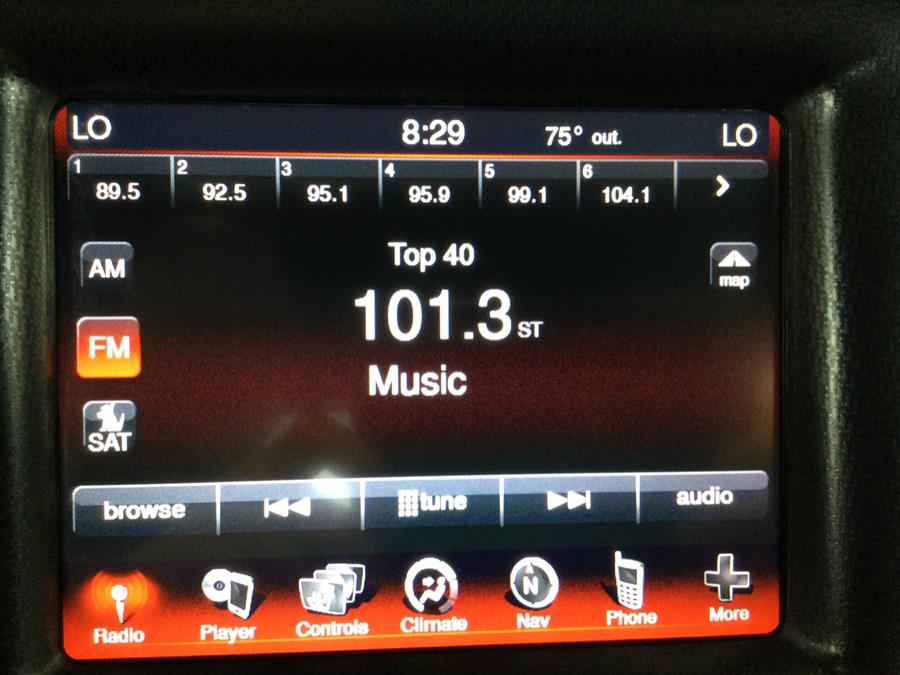 LO 8:29 75° out. LO
1 2 3 4 5 6
89.5 92.5 95.1 95.9 99.1 104.1
Top 40
AM
map
101.3 ST
FM
Music
SAT
browse tune audio
Radio Player Controls Climate Nav Phone More
N